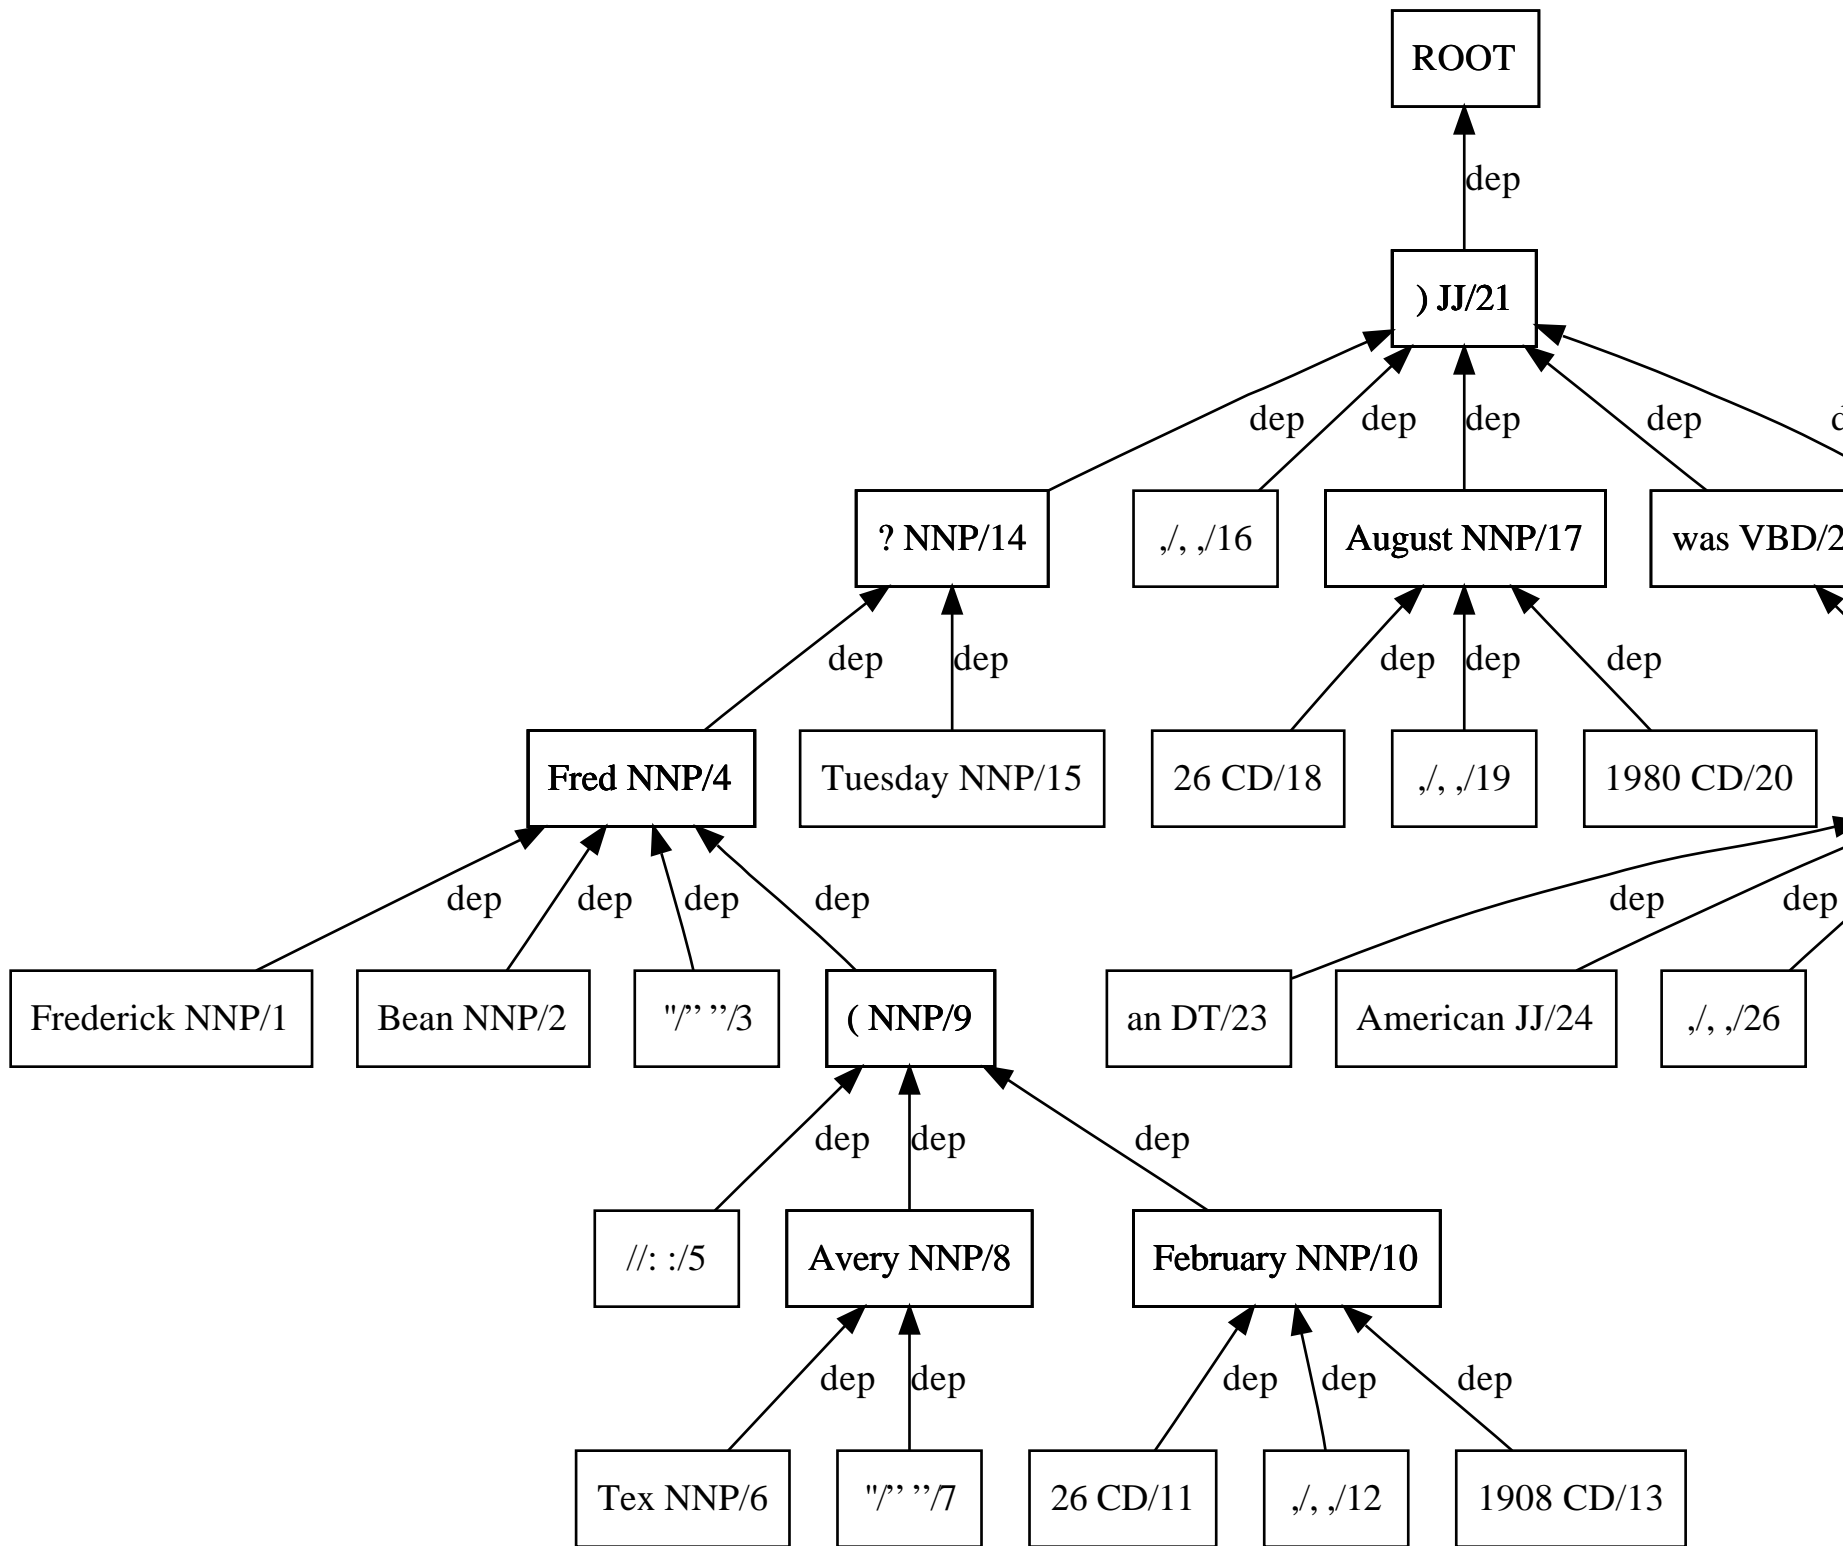 ROOT
dep
) JJ/21
dep dep dep dep
? NNP/14 ,/, ,/16 August NNP/17 was VBD/2
dep dep dep dep dep
Fred NNP/4 Tuesday NNP/15 26 CD/18 ,/, ,/19 1980 CD/20
dep dep dep dep dep dep
Frederick NNP/1 Bean NNP/2 "/” ”/3 ( NNP/9 an DT/23 American JJ/24 ,/, ,/26
dep dep dep
//: :/5 Avery NNP/8 February NNP/10
dep dep dep dep dep
Tex NNP/6 "/” ”/7 26 CD/11 ,/, ,/12 1908 CD/13